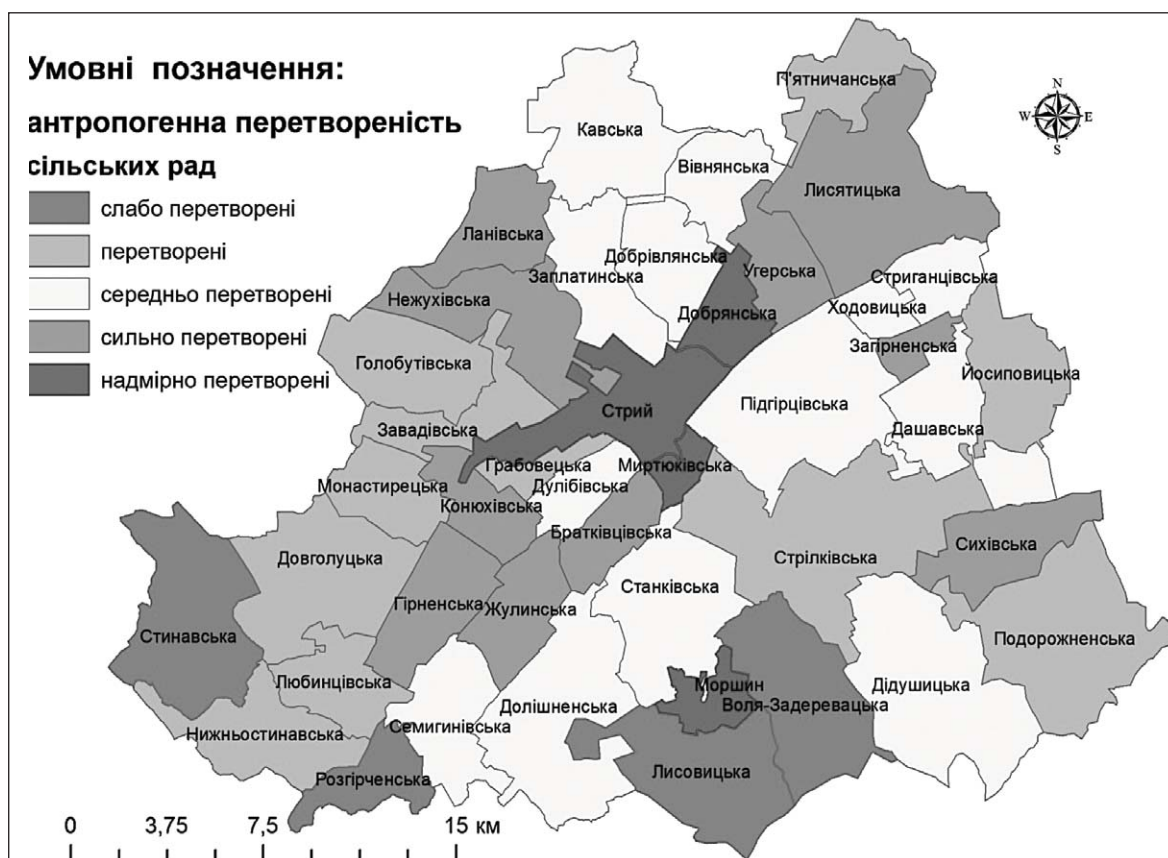 Умовні позначення:
антропогенна перетвореність
сільських рад
слабо перетворені
перетворені
середньо перетворені
сильно перетворені
надмірно перетворені
N
W E
S
П'ятничанська
Кавська
Вівнянська
Лисятицька
Ланівська
Добрівлянська
Заплатинська
Угерська
Стриганцівська
Нежухівська
Ходовицька
Добрянська
Запрненська
Голобутівська
Йосиповицька
Підгірцівська
Стрий
Дашавська
Завадівська
Грабовецька
Миртюківська
Монастирецька
Дулібівська
Конюхівська
Братківцівська
Сихівська
Довголуцька
Стрілківська
Станківська
Гірненська
Жулинська
Стинавська
Подорожненська
Любинцівська
Моршин
Дідушицька
Воля-Задеревацька
Долішненська
Семигинівська
Нижньостинавська
Лисовицька
Розгірченська
0 3,75 7,5 15 км